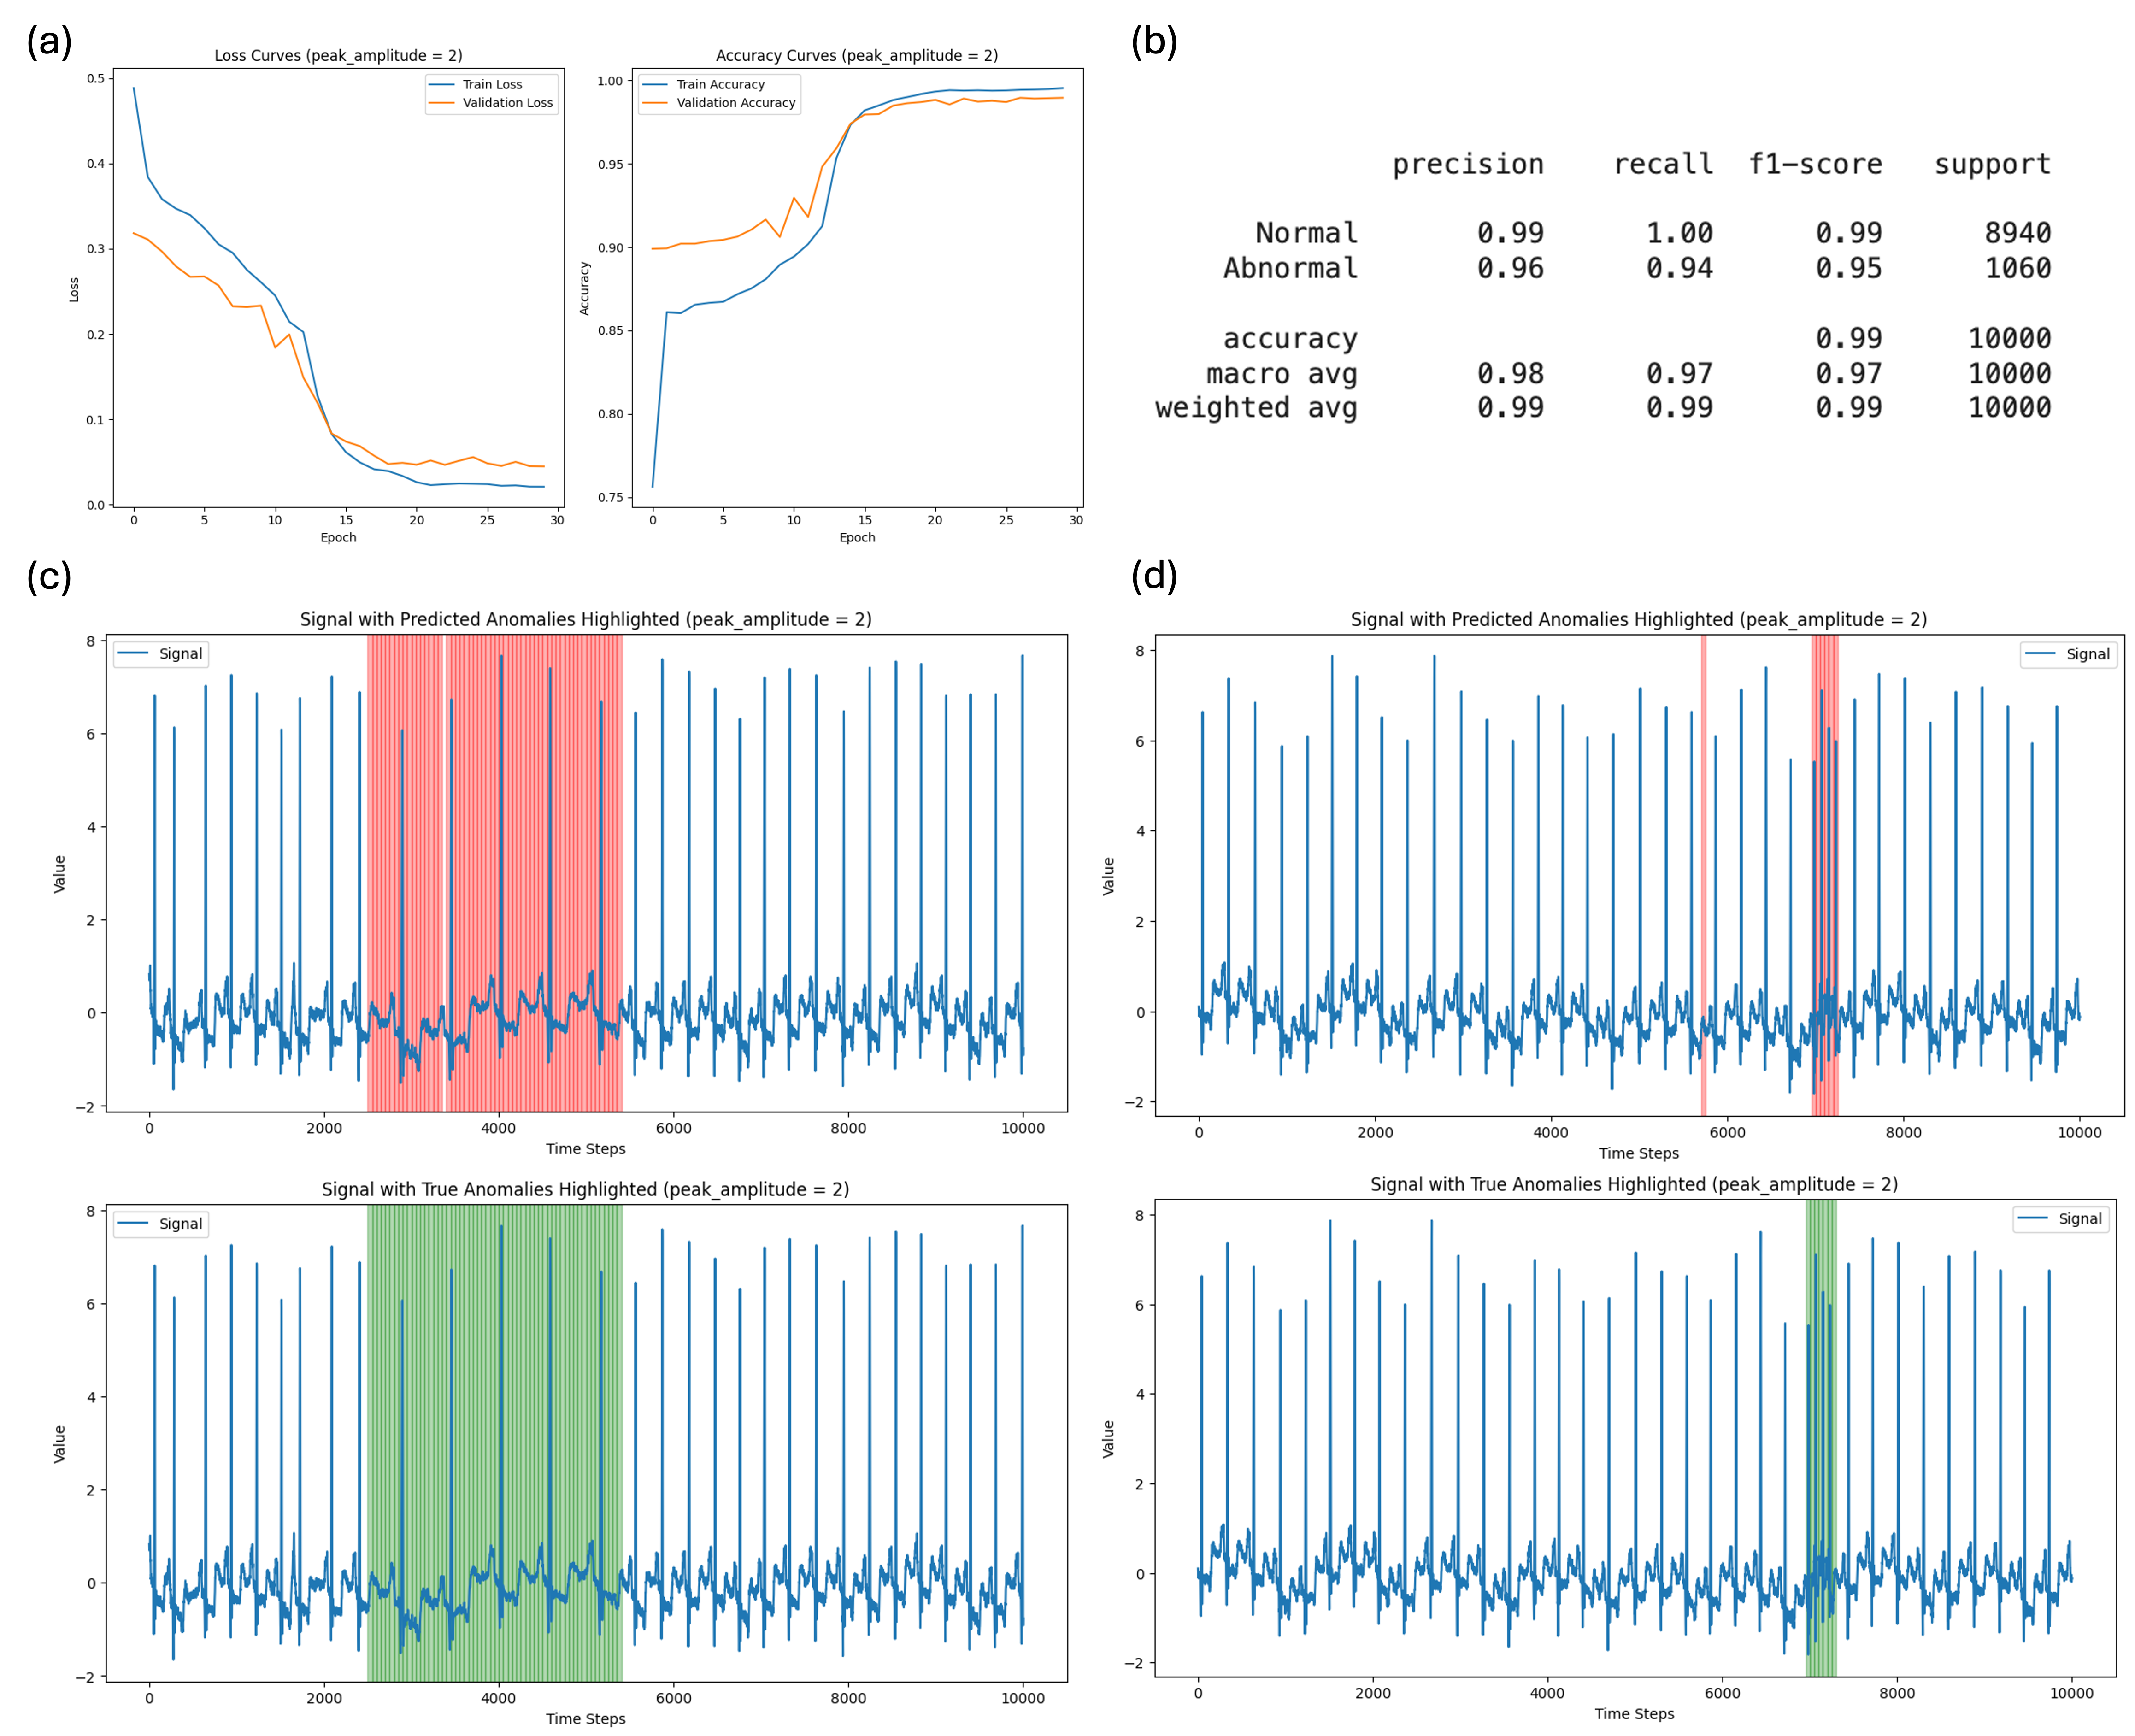 (a)
Loss Curves (peak_amplitude = 2)
Train Loss
Validation Loss
0.5
0.4
0.3
0.2
0.1
0.0
Loss
0 5 10 15 20 25 30
Epoch
Accuracy Curves (peak_amplitude = 2)
Train Accuracy
Validation Accuracy
1.00
0.95
0.90
0.85
0.80
0.75
Accuracy
0 5 10 15 20 25 30
Epoch
(b)
precision recall f1-score support
Normal 0.99 1.00 0.99 8940
Abnormal 0.96 0.94 0.95 1060
accuracy 0.99 10000
macro avg 0.98 0.97 0.97 10000
weighted avg 0.99 0.99 0.99 10000
(c)
Signal with Predicted Anomalies Highlighted (peak_amplitude = 2)
Signal
8
6
4
2
0
−2
Value
0 2000 4000 6000 8000 10000
Time Steps
Signal with True Anomalies Highlighted (peak_amplitude = 2)
Signal
8
6
4
2
0
−2
Value
0 2000 4000 6000 8000 10000
Time Steps
(d)
Signal with Predicted Anomalies Highlighted (peak_amplitude = 2)
Signal
8
6
4
2
0
−2
Value
0 2000 4000 6000 8000 10000
Time Steps
Signal with True Anomalies Highlighted (peak_amplitude = 2)
Signal
8
6
4
2
0
−2
Value
0 2000 4000 6000 8000 10000
Time Steps